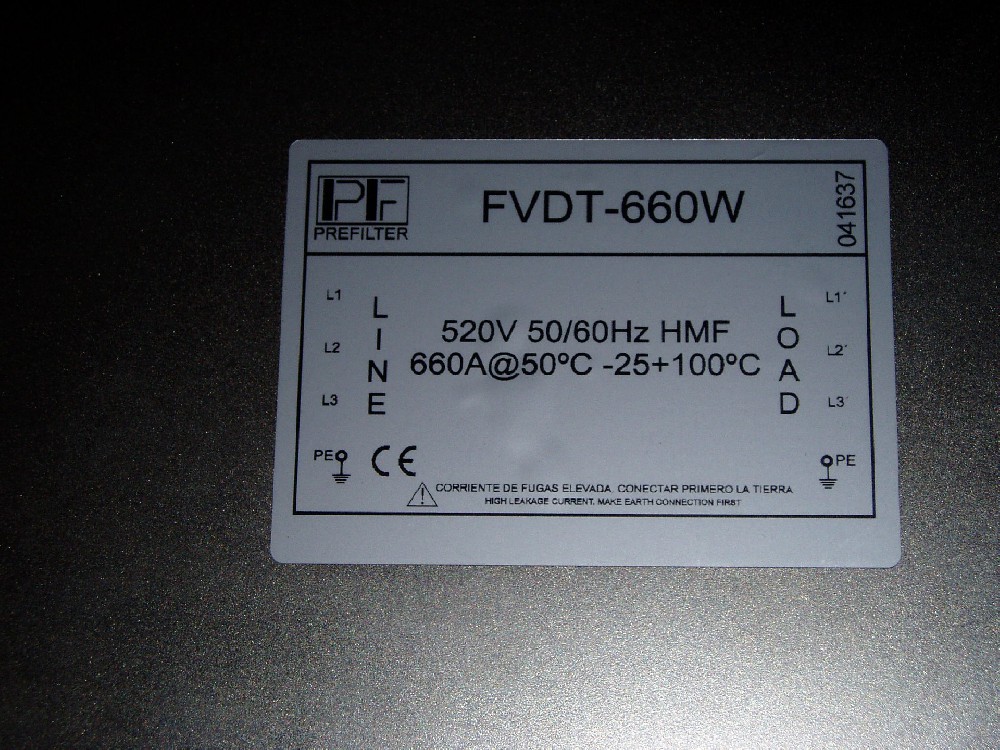 PF
PREFILTER
FVDT-660W
041637
L1
L2
L3
LINE
520V 50/60Hz HMF
660A@50ºC -25+100ºC
LOAD
L1´
L2´
L3´
PE
CE
PE
CORRIENTE DE FUGAS ELEVADA. CONECTAR PRIMERO LA TIERRA
HIGH LEAKAGE CURRENT. MAKE EARTH CONNECTION FIRST